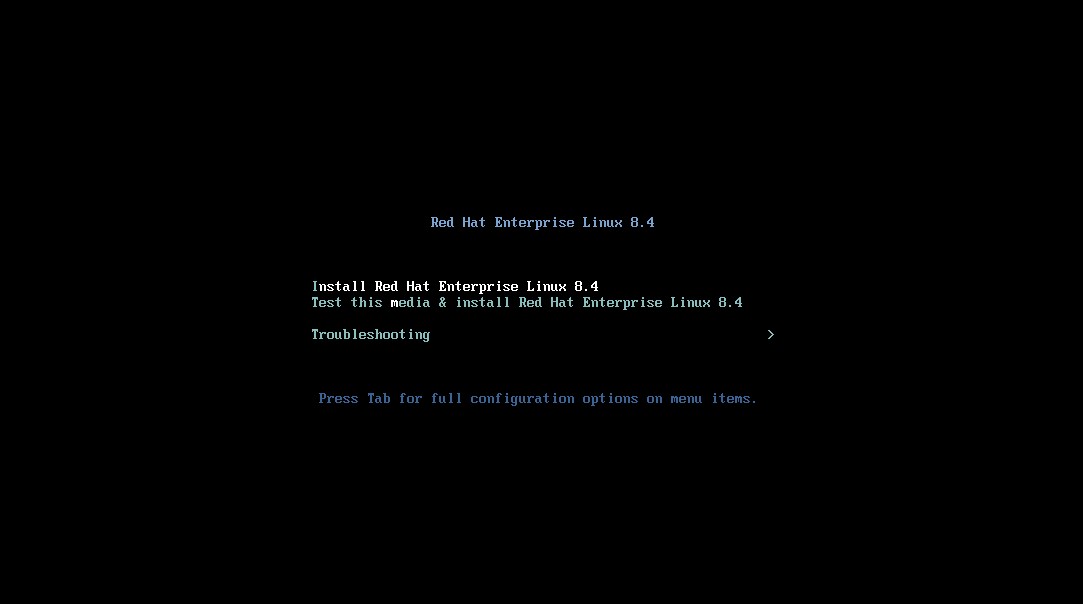 Red Hat Enterprise Linux 8.4
Install Red Hat Enterprise Linux 8.4
Test this media & install Red Hat Enterprise Linux 8.4
Troubleshooting >
Press Tab for full configuration options on menu items.